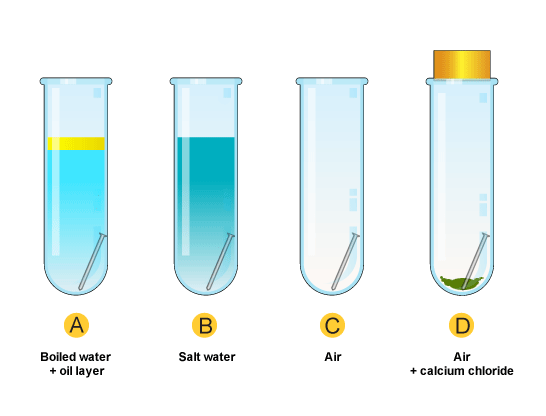 A
B
C
D
Boiled water
+ oil layer
Salt water
Air
Air
+ calcium chloride